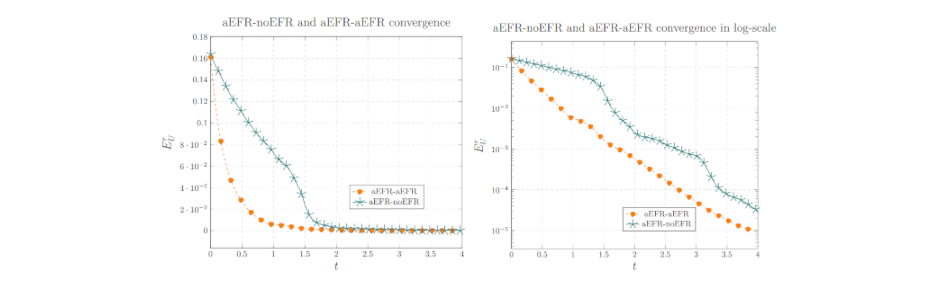 aEFR-noEFR and aEFR-aEFR convergence
0.18
0.16
0.14
0.12
0.1
8 · 10⁻²
6 · 10⁻²
4 · 10⁻²
2 · 10⁻²
0
E_U^r
0 0.5 1 1.5 2 2.5 3 3.5 4
t
aEFR-aEFR
aEFR-noEFR
aEFR-noEFR and aEFR-aEFR convergence in log-scale
10⁻¹
10⁻²
10⁻³
10⁻⁴
10⁻⁵
E_U^r
0 0.5 1 1.5 2 2.5 3 3.5 4
t
aEFR-aEFR
aEFR-noEFR